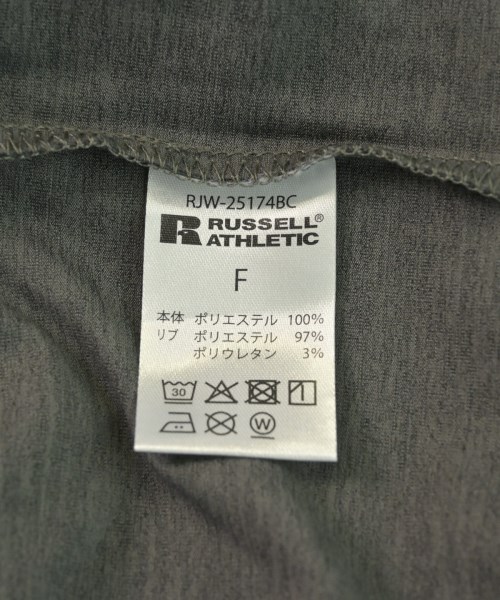 RJW-25174BC
RUSSELL®
ATHLETIC
F
本体 ポリエステル 100%
リブ ポリエステル 97%
ポリウレタン 3%
30
W